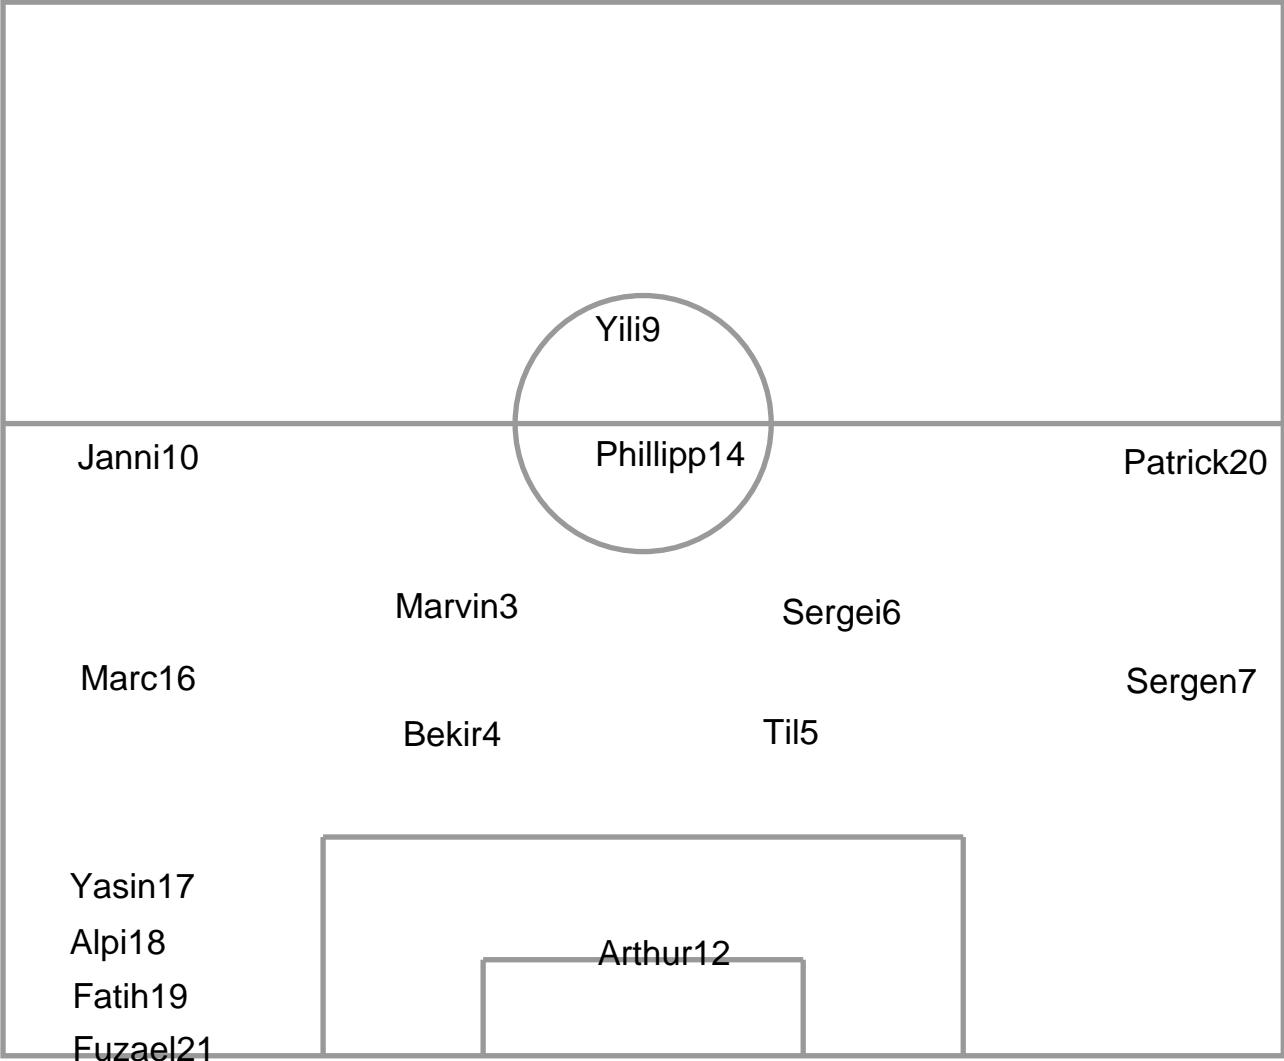 Yili9
Janni10 Phillipp14 Patrick20
Marvin3 Sergei6
Marc16 Sergen7
Bekir4 Til5
Yasin17
Alpi18
Arthur12
Fatih19
Fuzael21